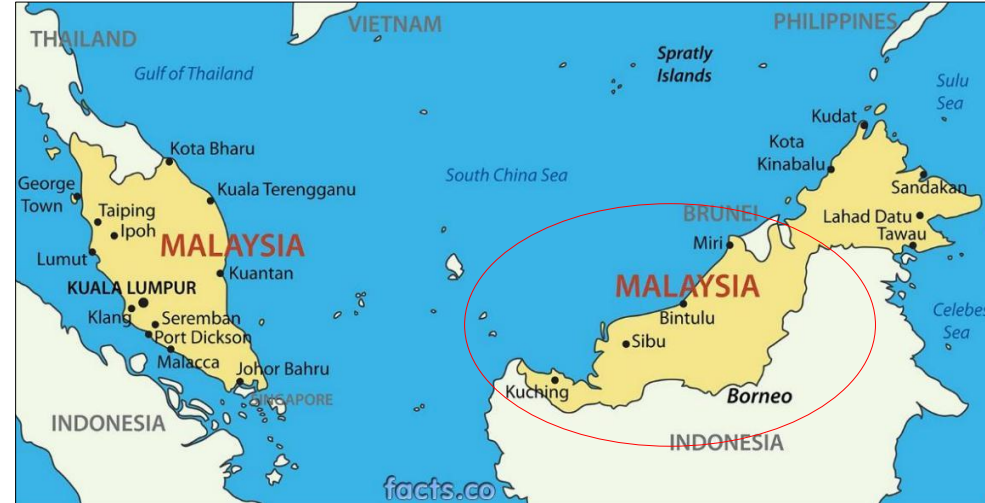 THAILAND
VIETNAM
PHILIPPINES
Gulf of Thailand
Spratly
Islands
Sulu
Sea
Kota Bharu
Kudat
Kota
Kinabalu
South China Sea
George
Town
Kuala Terengganu
Sandakan
Taiping
Ipoh
BRUNEI
Lahad Datu
Tawau
Lumut
MALAYSIA
Miri
Kuantan
KUALA LUMPUR
MALAYSIA
Klang
Seremban
Bintulu
Celebes
Sea
Port Dickson
Sibu
Malacca
Johor Bahru
Kuching
SINGAPORE
Borneo
INDONESIA
INDONESIA
facts.co